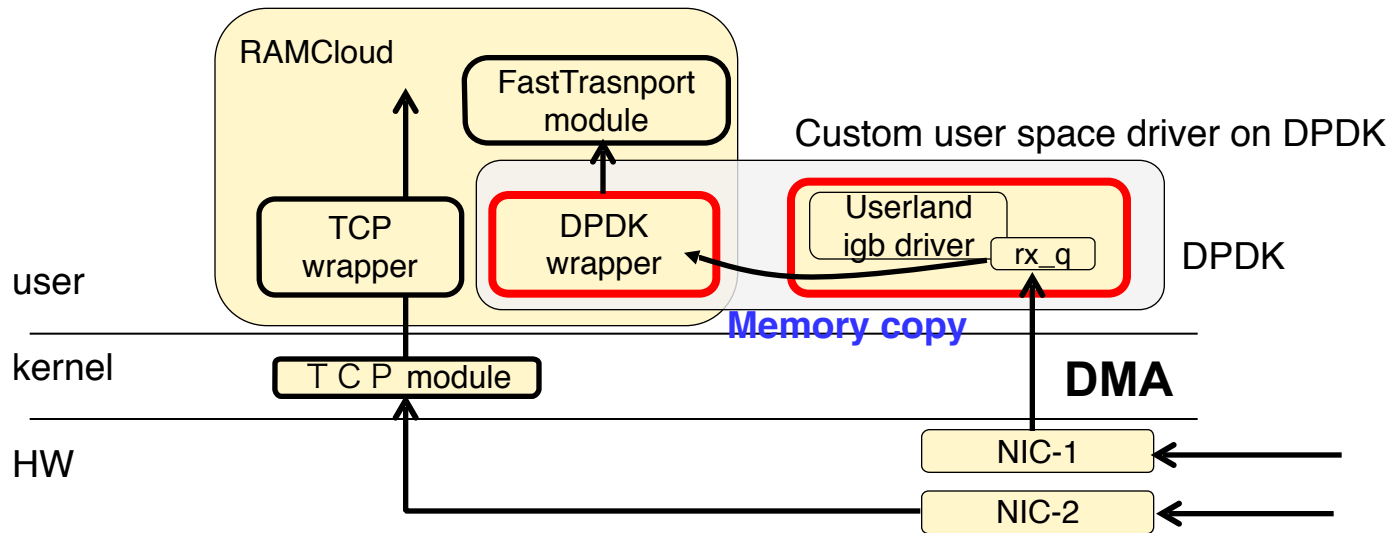 RAMCloud
FastTrasnport
module
Custom user space driver on DPDK
TCP
wrapper
DPDK
wrapper
Userland
igb driver
rx_q
DPDK
user
Memory copy
kernel
ＴＣＰ module
DMA
HW
NIC-1
NIC-2